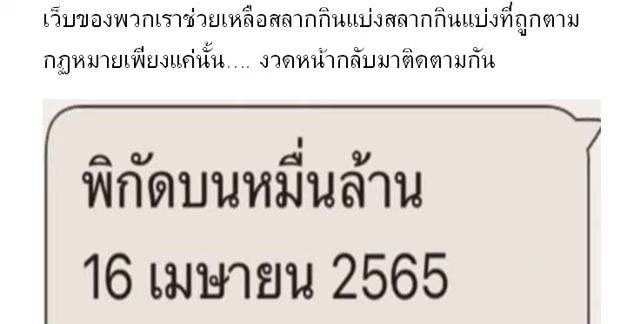 เว็บของพวกเราช่วยเหลือสลากกินแบ่งสลากกินแบ่งที่ถูกตาม
กฏหมายเพียงแค่นั้น.... งวดหน้ากลับมาติดตามกัน
พิกัดบนหมื่นล้าน
16 เมษายน 2565